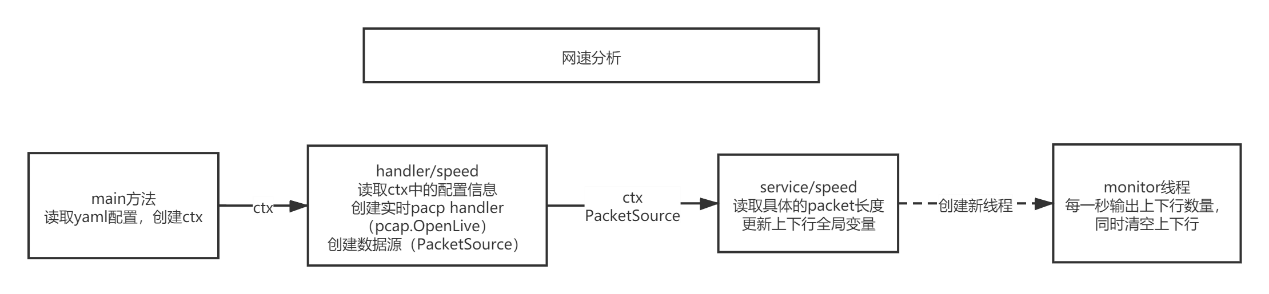 网速分析
main方法
读取yaml配置，创建ctx
ctx
handler/speed
读取ctx中的配置信息
创建实时pacp handler
（pcap.OpenLive）
创建数据源（PacketSource）
ctx
PacketSource
service/speed
读取具体的packet长度
更新上下行全局变量
创建新线程
monitor线程
每一秒输出上下行数量，
同时清空上下行